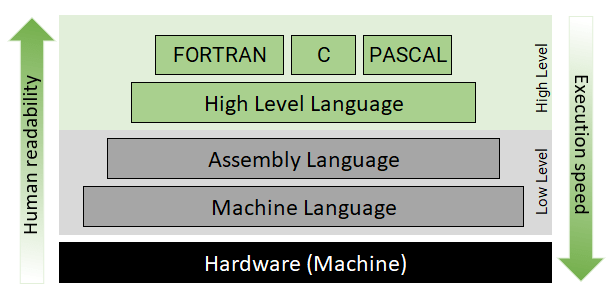 Human readability
FORTRAN C PASCAL
High Level Language
High Level
Assembly Language
Machine Language
Low Level
Hardware (Machine)
Execution speed